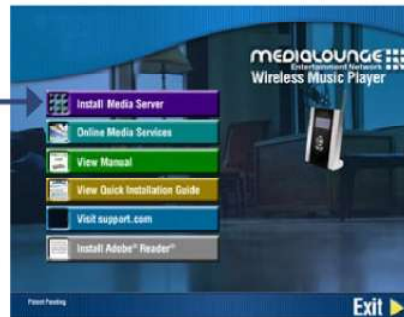 MEDIALOUNGE
Entertainment Network
Wireless Music Player
Install Media Server
Online Media Services
View Manual
View Quick Installation Guide
Visit support.com
Install Adobe® Reader®
Patent Pending
Exit